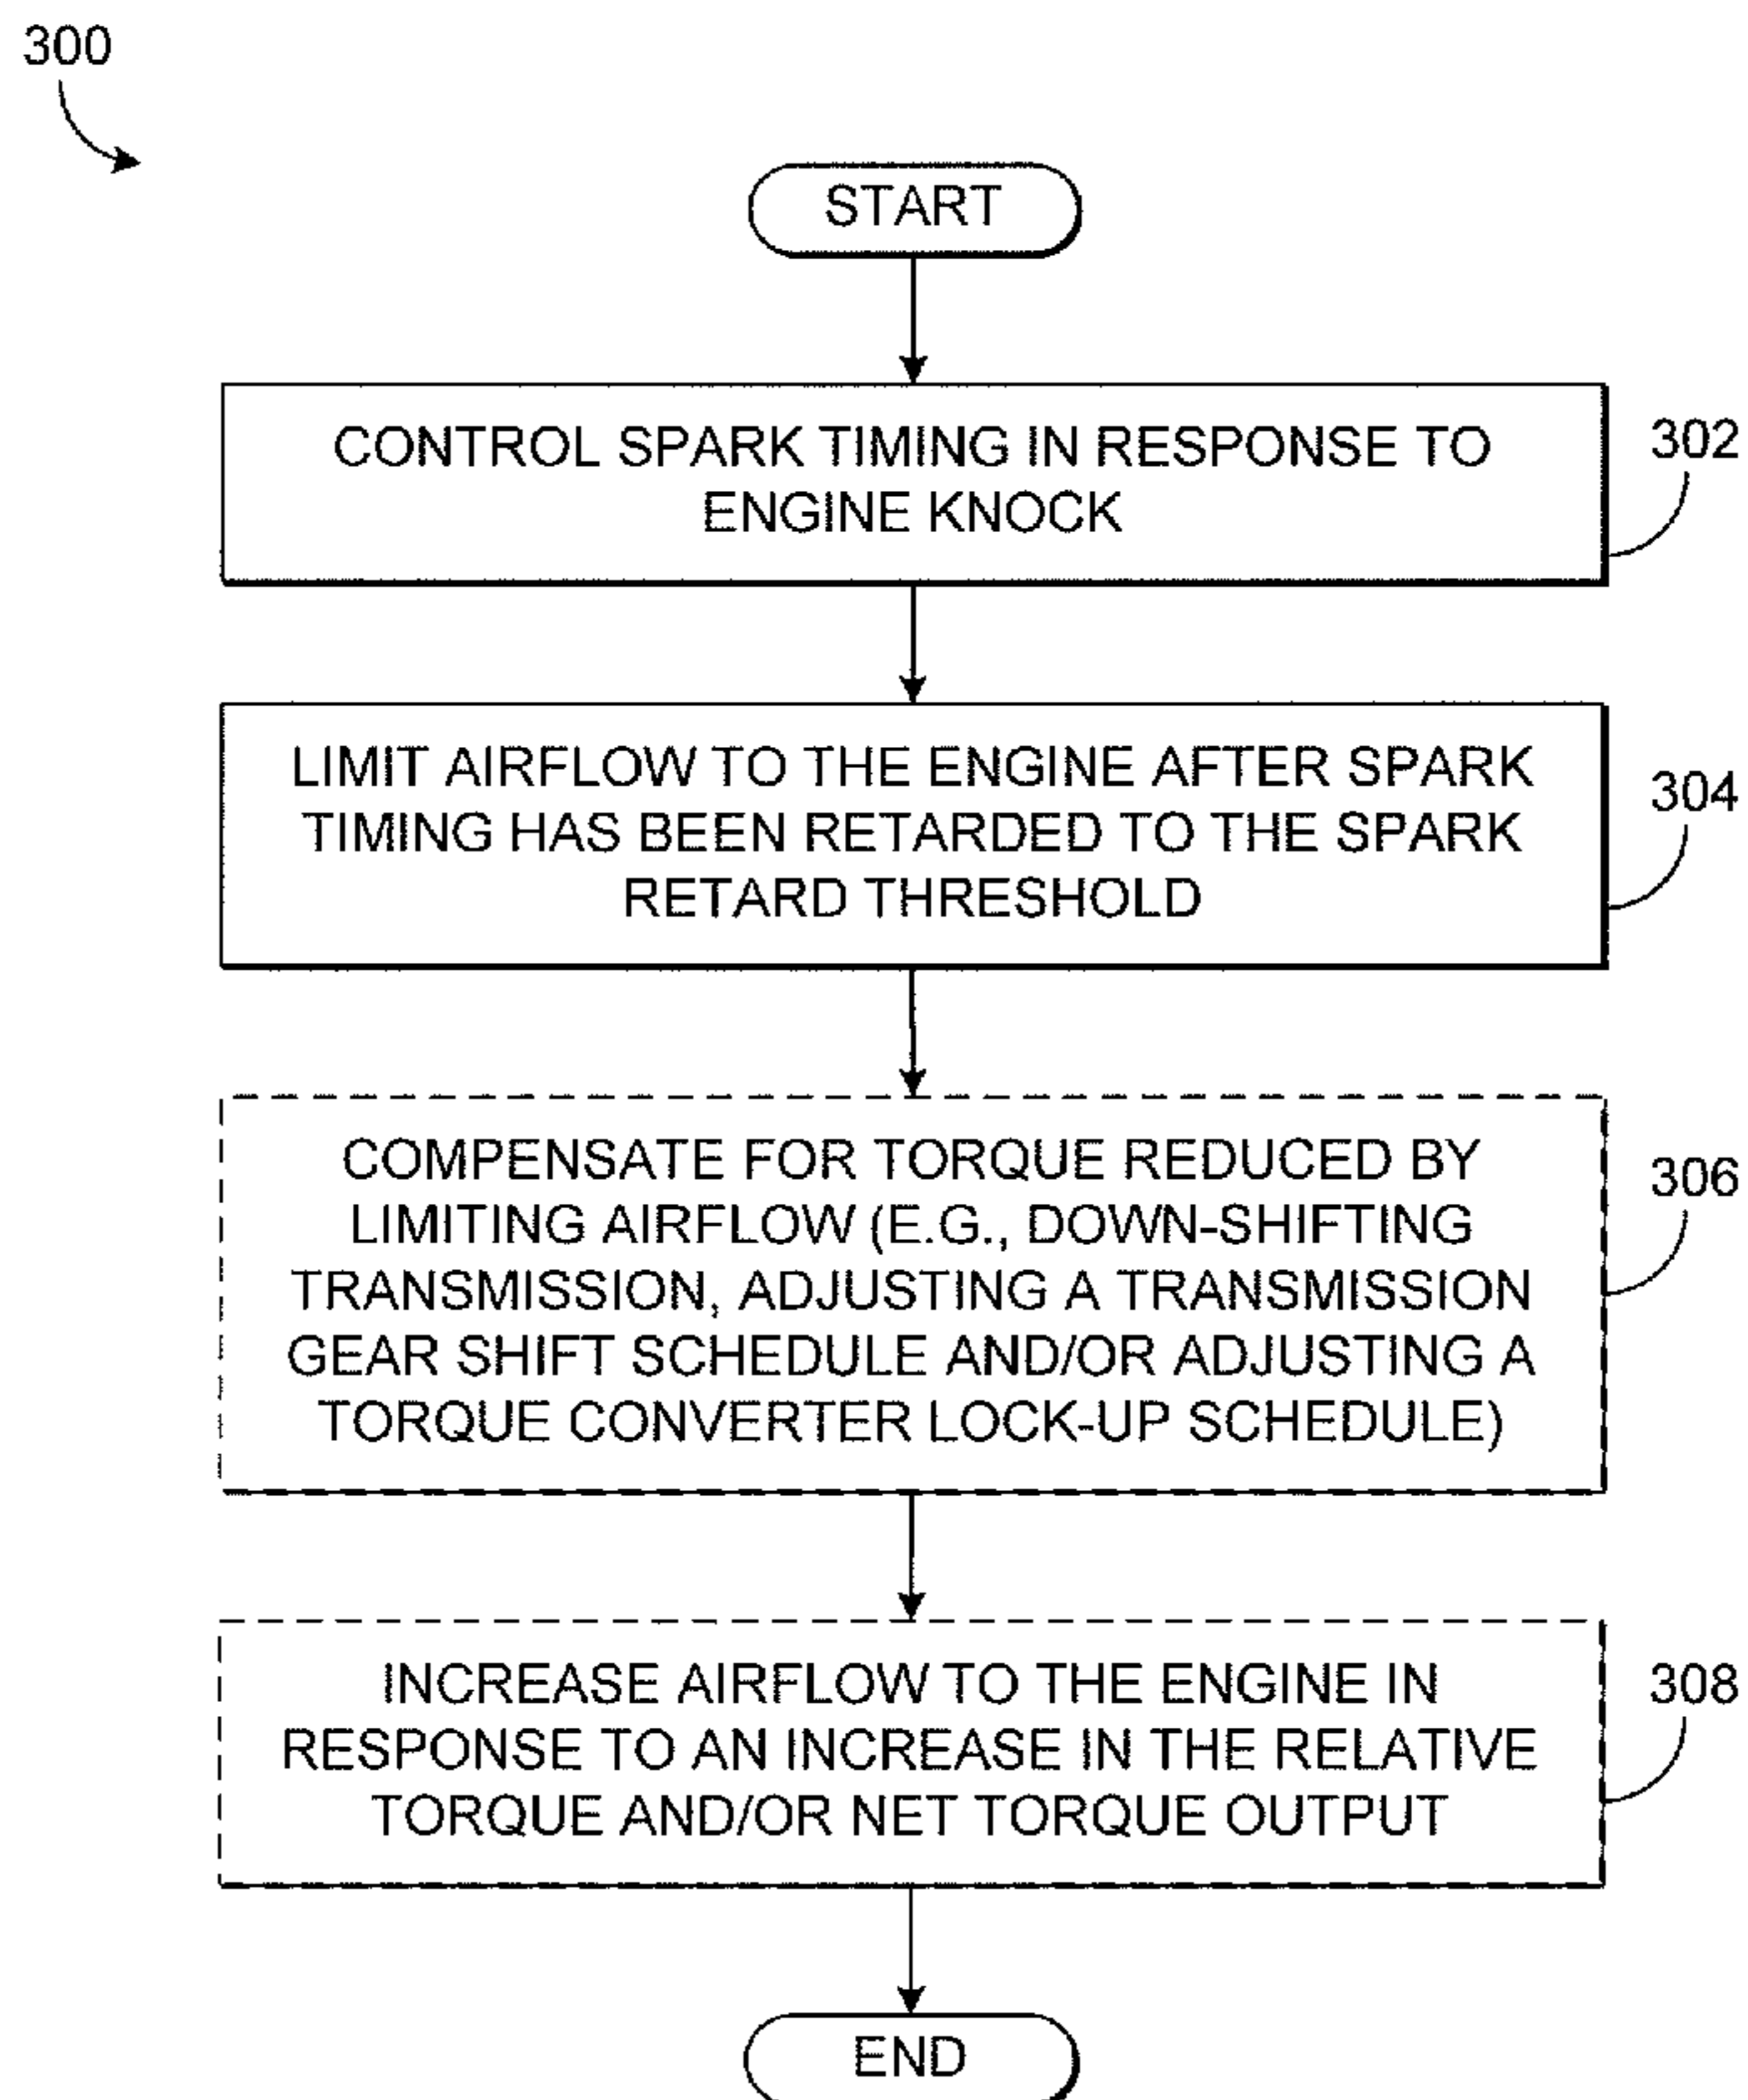 300
START
CONTROL SPARK TIMING IN RESPONSE TO
ENGINE KNOCK
302
LIMIT AIRFLOW TO THE ENGINE AFTER SPARK
TIMING HAS BEEN RETARDED TO THE SPARK
RETARD THRESHOLD
304
COMPENSATE FOR TORQUE REDUCED BY
LIMITING AIRFLOW (E.G., DOWN-SHIFTING
TRANSMISSION, ADJUSTING A TRANSMISSION
GEAR SHIFT SCHEDULE AND/OR ADJUSTING A
TORQUE CONVERTER LOCK-UP SCHEDULE)
306
INCREASE AIRFLOW TO THE ENGINE IN
RESPONSE TO AN INCREASE IN THE RELATIVE
TORQUE AND/OR NET TORQUE OUTPUT
308
END